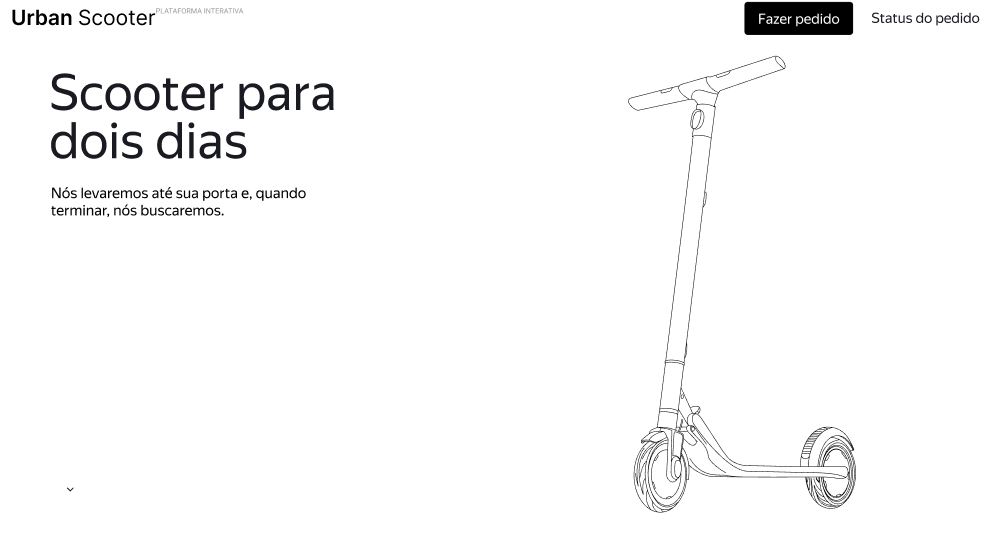 Urban Scooter PLATAFORMA INTERATIVA
Fazer pedido
Status do pedido
Scooter para
dois dias
Nós levaremos até sua porta e, quando
terminar, nós buscaremos.